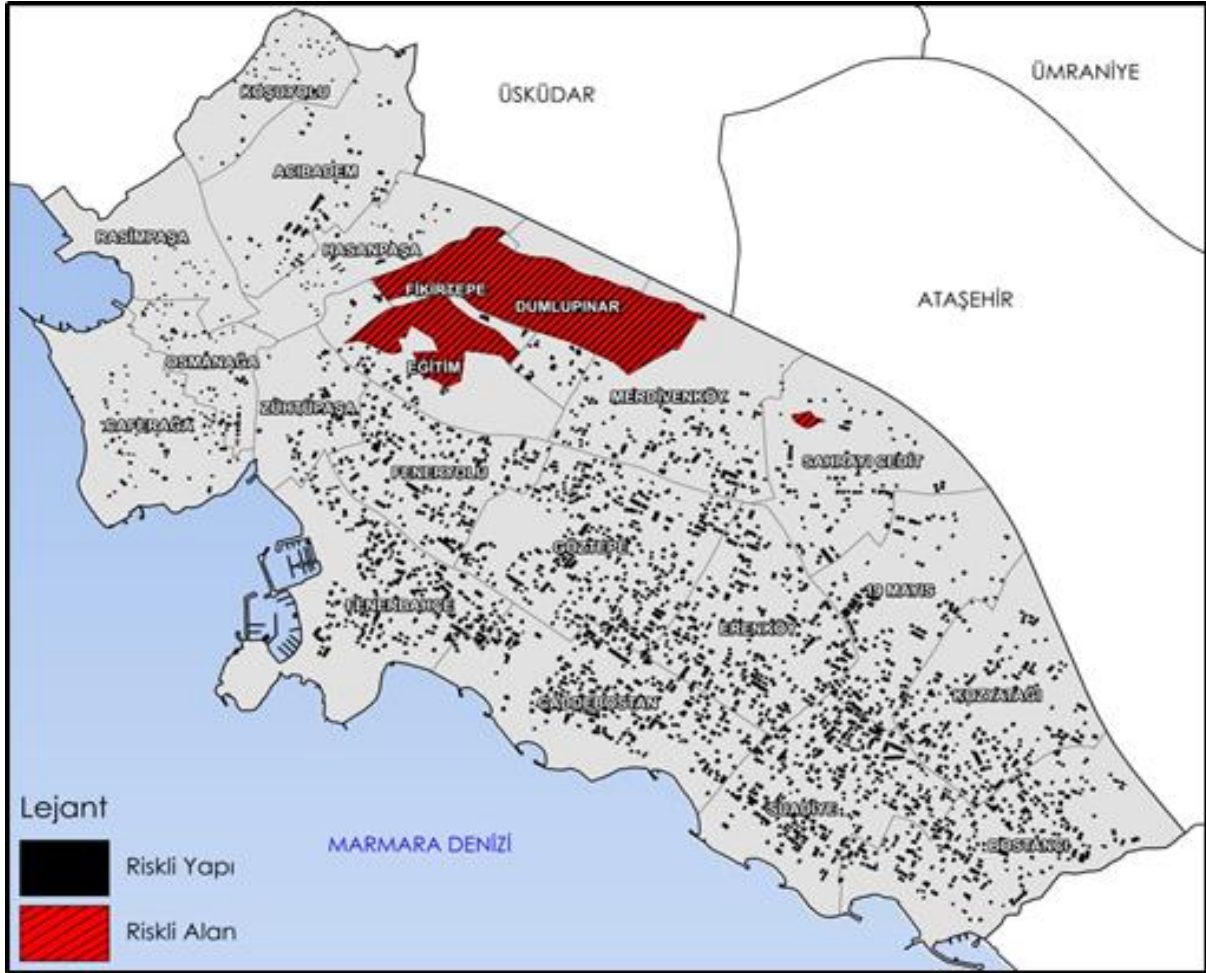 ÜMRANİYE
ÜSKÜDAR
KOŞUYOLU
ACIBADEM
RASİMPAŞA
HASANPAŞA
FİKİRTEPE
ATAŞEHİR
DUMLUPINAR
OSMANAĞA
EĞİTİM
MERDİVENKÖY
ZÜHTÜPAŞA
CAFERAĞA
SAHRAYI CEDİT
FENERYOLU
GÖZTEPE
19 MAYIS
FENERBAHÇE
ERENKÖY
KOZYATAĞI
CADDEBOSTAN
SUADİYE
Lejant
MARMARA DENİZİ
BOSTANCI
Riskli Yapı
Riskli Alan